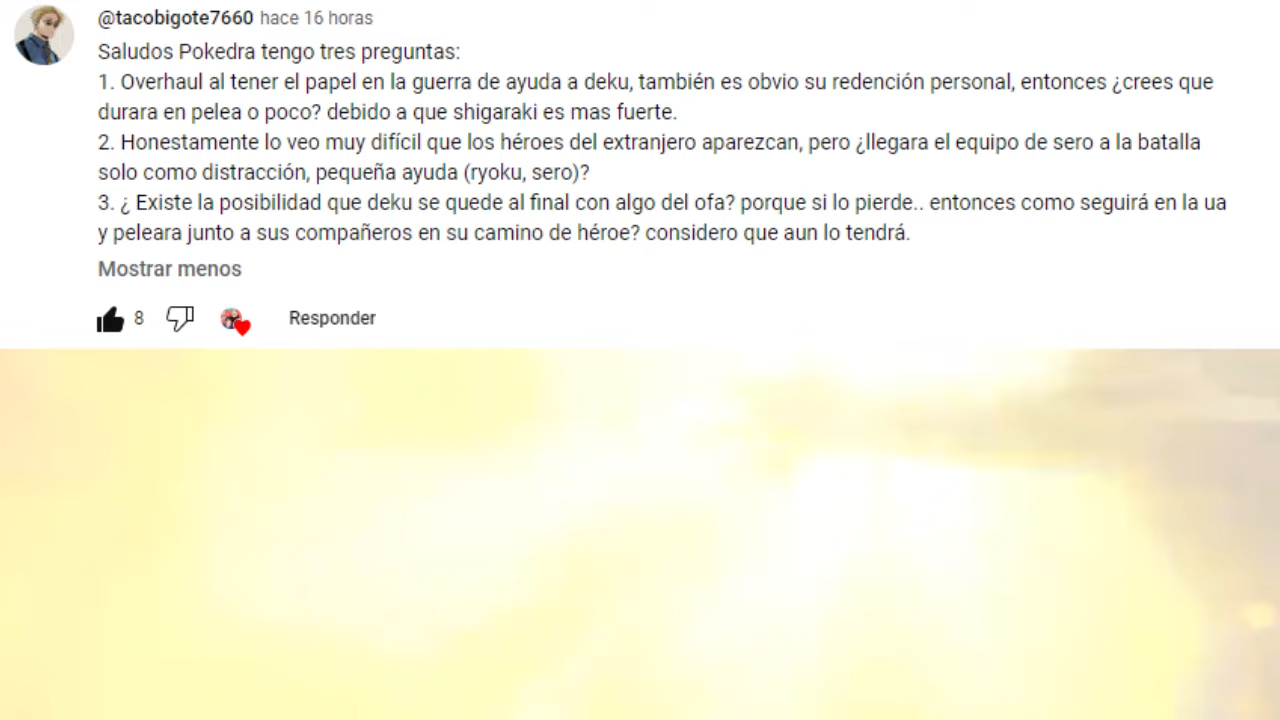 @tacobigote7660 hace 16 horas
Saludos Pokedra tengo tres preguntas:
1. Overhaul al tener el papel en la guerra de ayuda a deku, también es obvio su redención personal, entonces ¿crees que
durara en pelea o poco? debido a que shigaraki es mas fuerte.
2. Honestamente lo veo muy difícil que los héroes del extranjero aparezcan, pero ¿llegara el equipo de sero a la batalla
solo como distracción, pequeña ayuda (ryoku, sero)?
3. ¿ Existe la posibilidad que deku se quede al final con algo del ofa? porque si lo pierde.. entonces como seguirá en la ua
y peleara junto a sus compañeros en su camino de héroe? considero que aun lo tendrá.
Mostrar menos
8 Responder